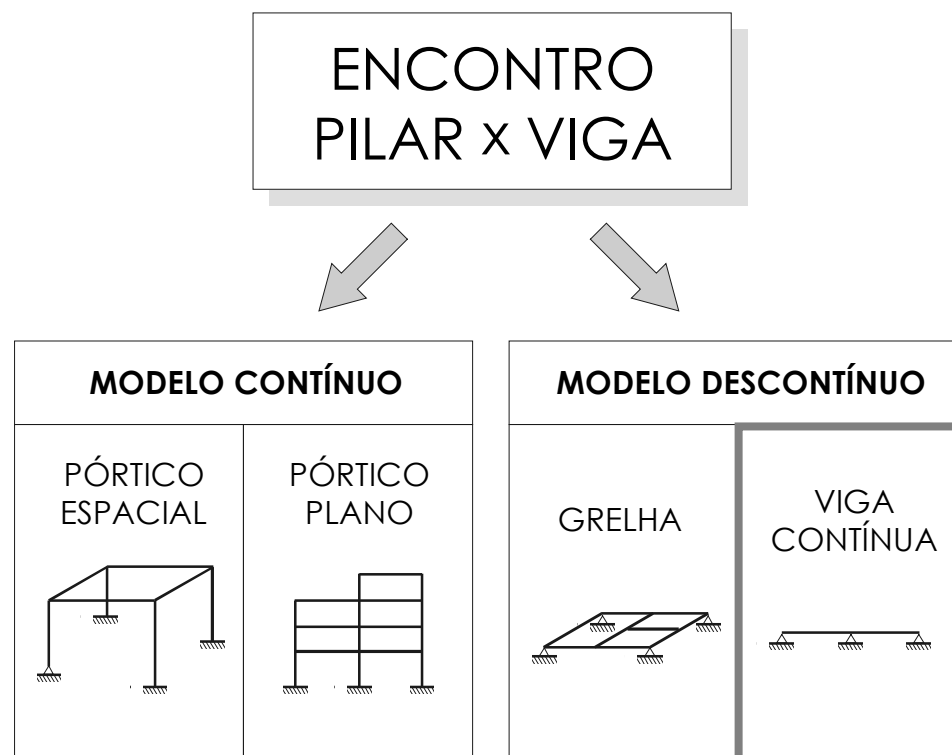 ENCONTRO
PILAR x VIGA
MODELO CONTÍNUO
MODELO DESCONTÍNUO
PÓRTICO
ESPACIAL
PÓRTICO
PLANO
GRELHA
VIGA
CONTÍNUA